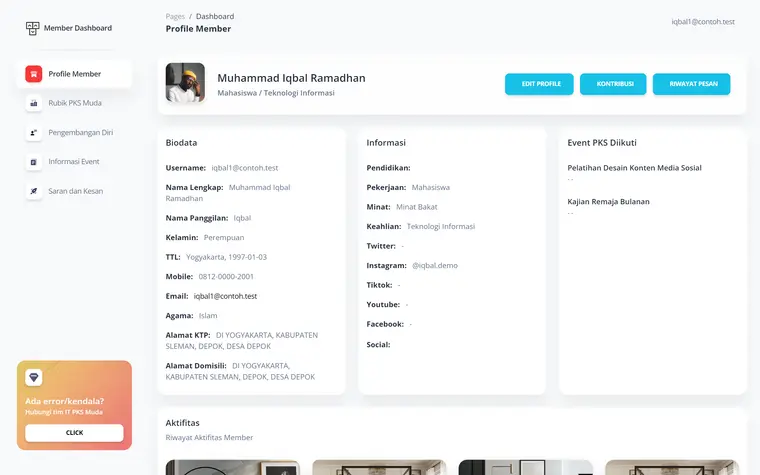 Member Dashboard
Profile Member
Rubik PKS Muda
Pengembangan Diri
Informasi Event
Saran dan Kesan
Ada error/kendala?
Hubungi tim IT PKS Muda
CLICK
Pages / Dashboard
Profile Member
iqbal1@contoh.test
Muhammad Iqbal Ramadhan
Mahasiswa / Teknologi Informasi
EDIT PROFILE
KONTRIBUSI
RIWAYAT PESAN
Biodata
Username: iqbal1@contoh.test
Nama Lengkap: Muhammad Iqbal
Ramadhan
Nama Panggilan: Iqbal
Kelamin: Perempuan
TTL: Yogyakarta, 1997-01-03
Mobile: 0812-0000-2001
Email: iqbal1@contoh.test
Agama: Islam
Alamat KTP: DI YOGYAKARTA, KABUPATEN
SLEMAN, DEPOK, DESA DEPOK
Alamat Domisili: DI YOGYAKARTA,
KABUPATEN SLEMAN, DEPOK, DESA DEPOK
Informasi
Pendidikan:
Pekerjaan: Mahasiswa
Minat: Minat Bakat
Keahlian: Teknologi Informasi
Twitter: -
Instagram: @iqbal.demo
Tiktok: -
Youtube: -
Facebook: -
Social:
Event PKS Diikuti
Pelatihan Desain Konten Media Sosial
- -
Kajian Remaja Bulanan
- -
Aktifitas
Riwayat Aktifitas Member